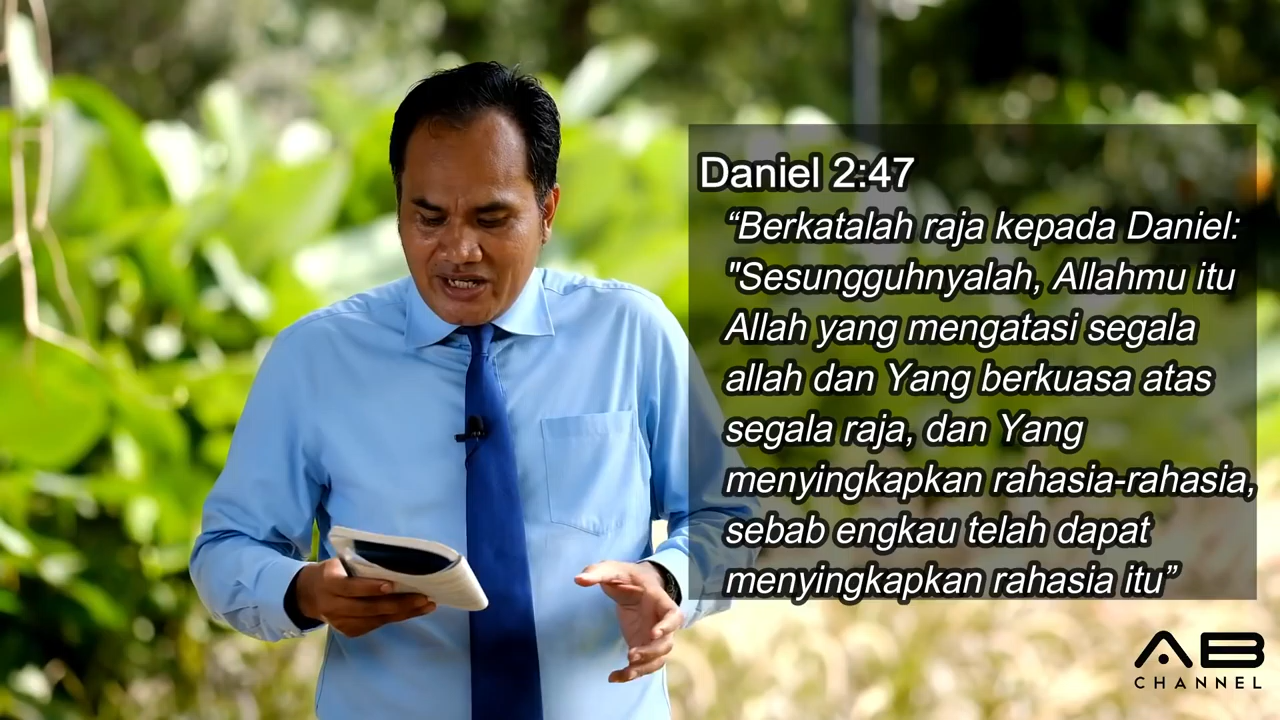 Daniel 2:47
“Berkatalah raja kepada Daniel:
"Sesungguhnyalah, Allahmu itu
Allah yang mengatasi segala
allah dan Yang berkuasa atas
segala raja, dan Yang
menyingkapkan rahasia-rahasia,
sebab engkau telah dapat
menyingkapkan rahasia itu”
AB
CHANNEL